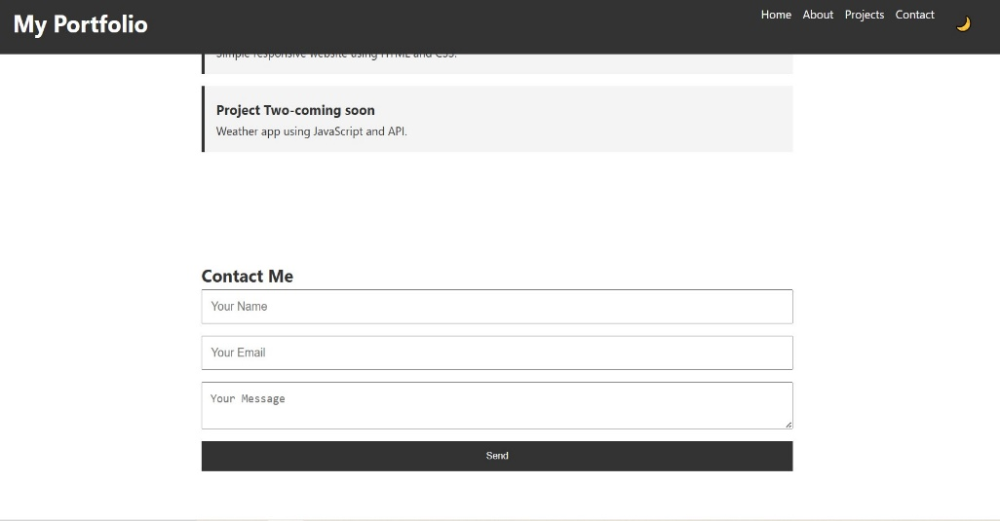 My Portfolio
Home About Projects Contact
Simple responsive website using HTML and CSS.
Project Two-coming soon
Weather app using JavaScript and API.
Contact Me
Your Name
Your Email
Your Message
Send